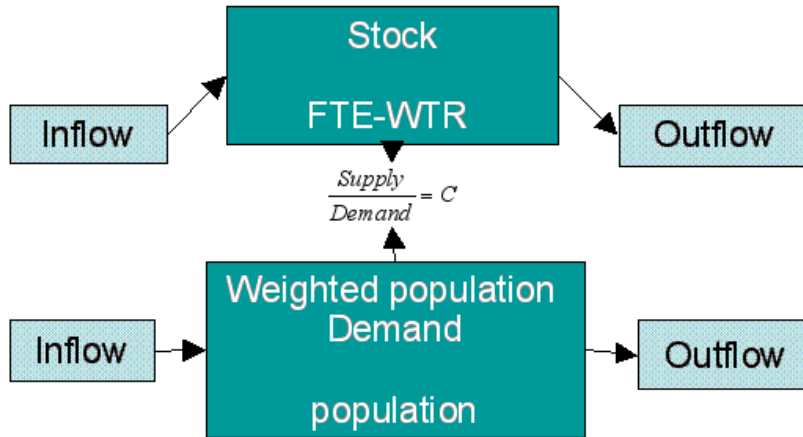 Stock
FTE-WTR
Inflow
Outflow
Supply
Demand
= C
Weighted population
Demand
population
Inflow
Outflow